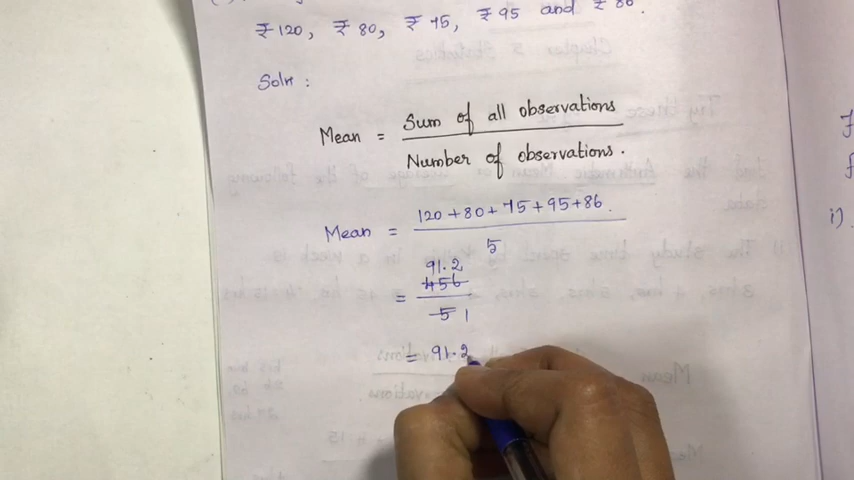 ₹ 120, ₹ 80, ₹ 75, ₹ 95 and ₹ 86.
Soln :
Mean = Sum of all observations
Number of observations.
Mean = 120 + 80 + 75 + 95 + 86
5
91.2
= 456
5 1
= 91.2
i)